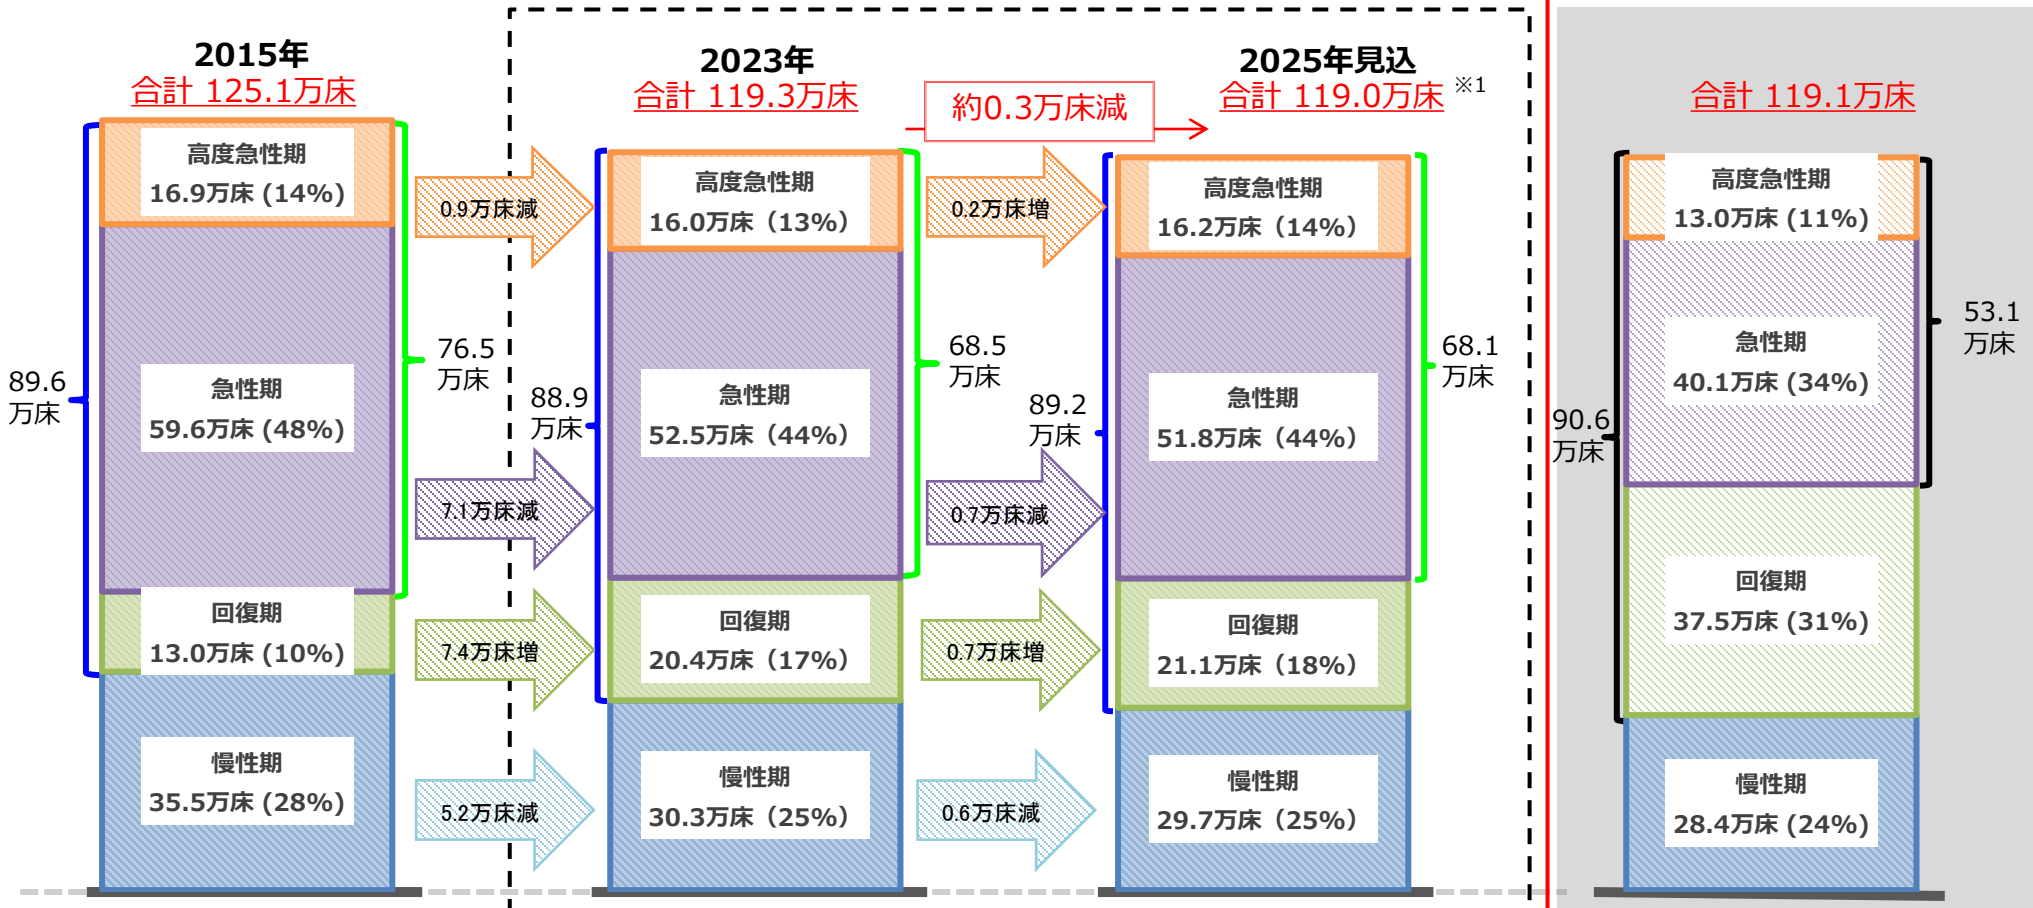 2015年
合計 125.1万床
高度急性期
16.9万床 (14%)
急性期
59.6万床 (48%)
回復期
13.0万床 (10%)
慢性期
35.5万床 (28%)
89.6
万床
76.5
万床
0.9万床減
7.1万床減
7.4万床増
5.2万床減
2023年
合計 119.3万床
高度急性期
16.0万床（13%）
急性期
52.5万床（44%）
回復期
20.4万床（17%）
慢性期
30.3万床（25%）
88.9
万床
68.5
万床
約0.3万床減
0.2万床増
0.7万床減
0.7万床増
0.6万床減
2025年見込
合計 119.0万床 ※1
高度急性期
16.2万床（14%）
急性期
51.8万床（44%）
回復期
21.1万床（18%）
慢性期
29.7万床（25%）
89.2
万床
68.1
万床
合計 119.1万床
高度急性期
13.0万床 (11%)
急性期
40.1万床 (34%)
回復期
37.5万床 (31%)
慢性期
28.4万床 (24%)
90.6
万床
53.1
万床